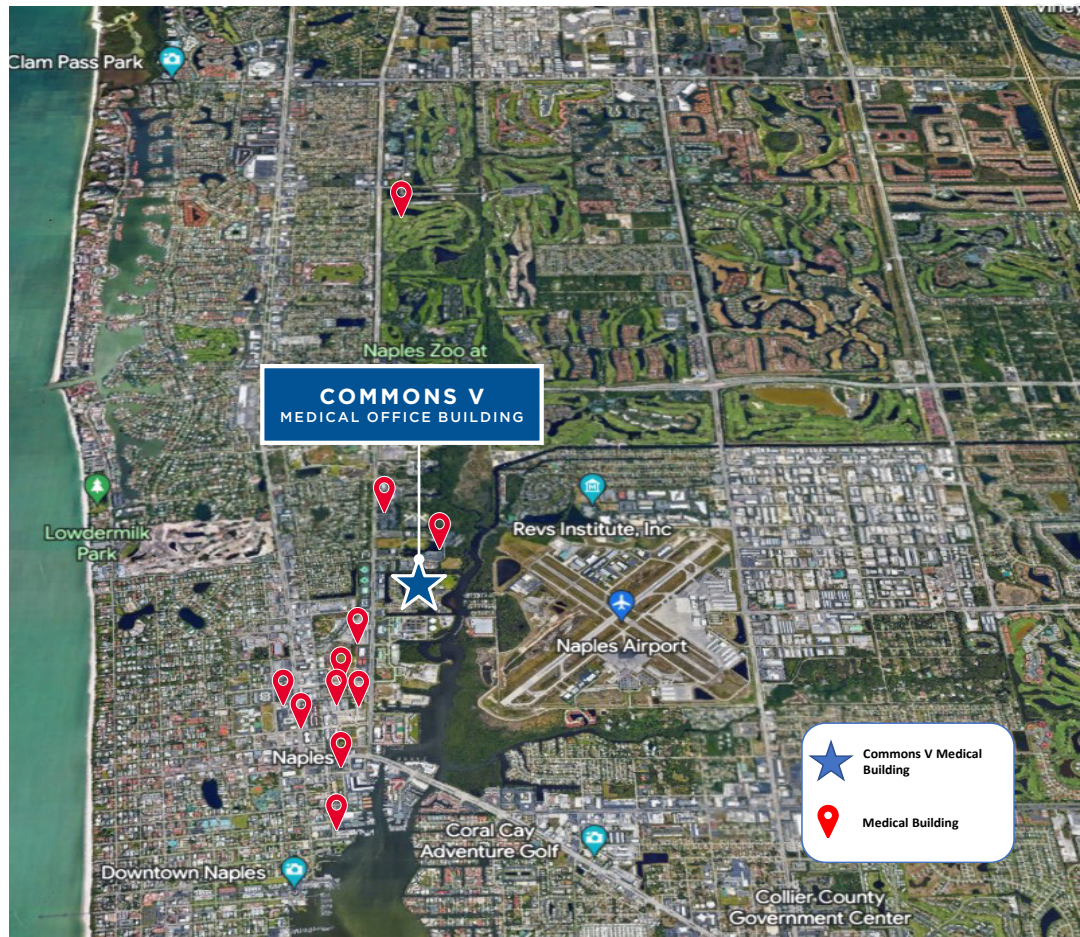 Clam Pass Park
Naples Zoo at
COMMONS V
MEDICAL OFFICE BUILDING
Lowdermilk
Park
Revs Institute, Inc
Naples Airport
Naples
Commons V Medical
Building
Medical Building
Coral Cay
Adventure Golf
Downtown Naples
Collier County
Government Center